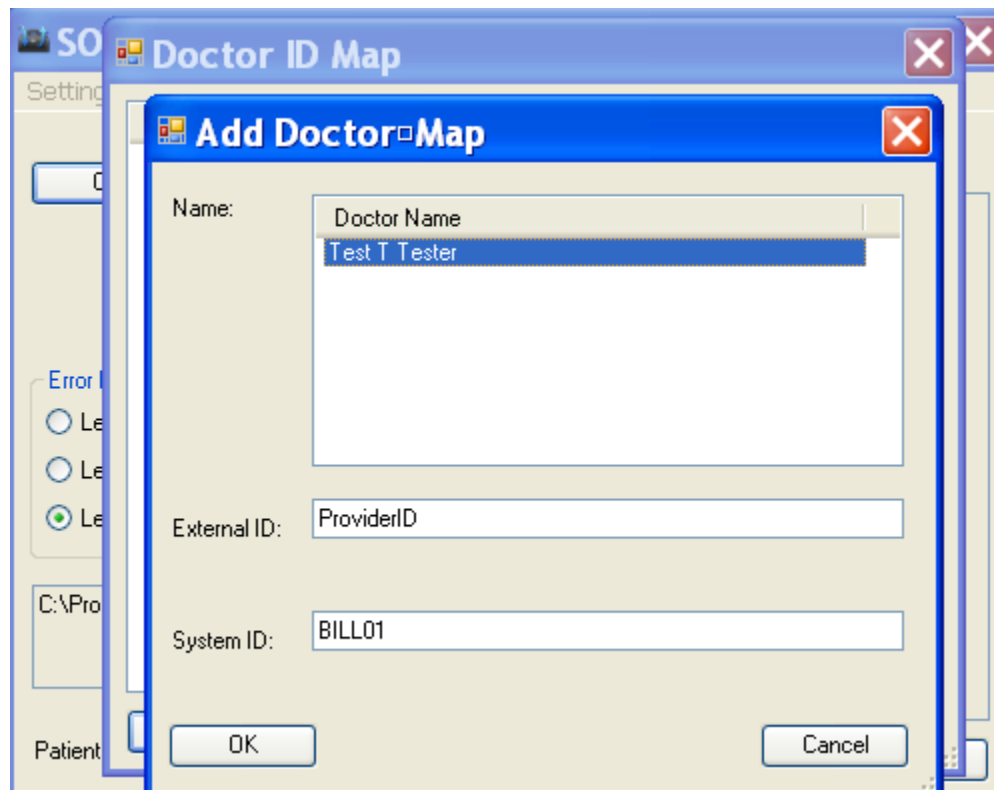 SO
Doctor ID Map
Setting
Add Doctor▫Map
Name:
Doctor Name
Test T Tester
Error
Le
Le
Le
External ID: ProviderID
C:\Pro
System ID: BILL01
Patient
OK
Cancel